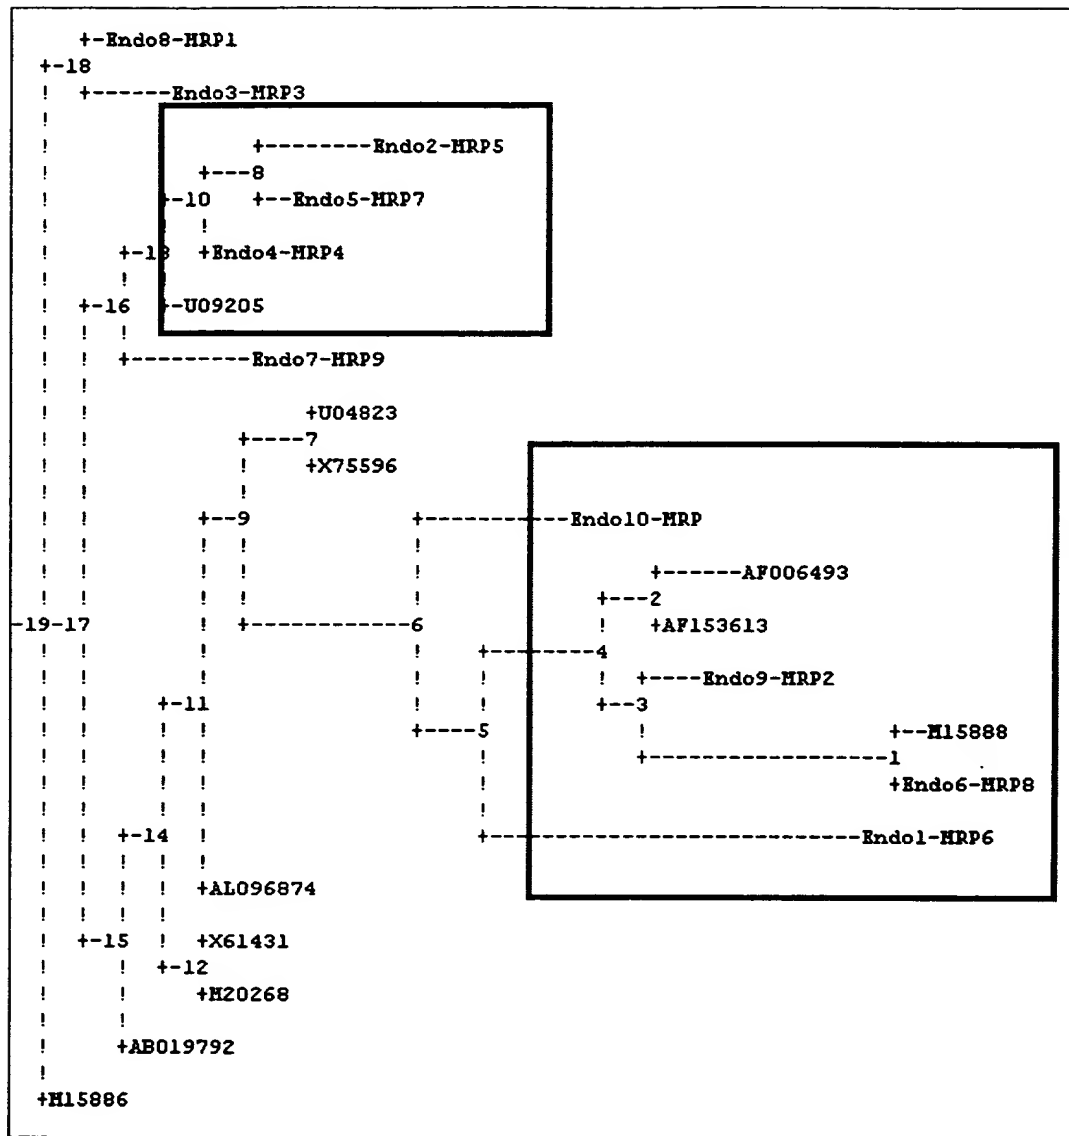 +-Endo8-MRP1
+-18
! +------Endo3-MRP3
!
! +--------Endo2-MRP5
! +---8
! +-10 +--Endo5-MRP7
! ! !
! +-13 +Endo4-MRP4
! ! !
! +-16 +-U09205
! ! !
! ! +---------Endo7-MRP9
! !
! ! +U04823
! ! +----7
! ! ! +X75596
! ! !
! ! +--9 +-----------Endo10-MRP
! ! ! ! !
! ! ! ! ! +------AF006493
! ! ! ! ! +---2
-19-17 ! +------------6 ! +AF153613
! ! ! ! +--------4
! ! ! ! ! ! +----Endo9-MRP2
! ! +-11 ! ! +--3
! ! ! ! +----5 ! +--M15888
! ! ! ! ! +------------------1
! ! ! ! ! +Endo6-MRP8
! ! ! ! !
! ! +-14 ! +---------------------------Endo1-MRP6
! ! ! ! !
! ! ! ! +AL096874
! ! ! !
! +-15 ! +X61431
! ! +-12
! ! +M20268
! !
! +AB019792
!
+M15886